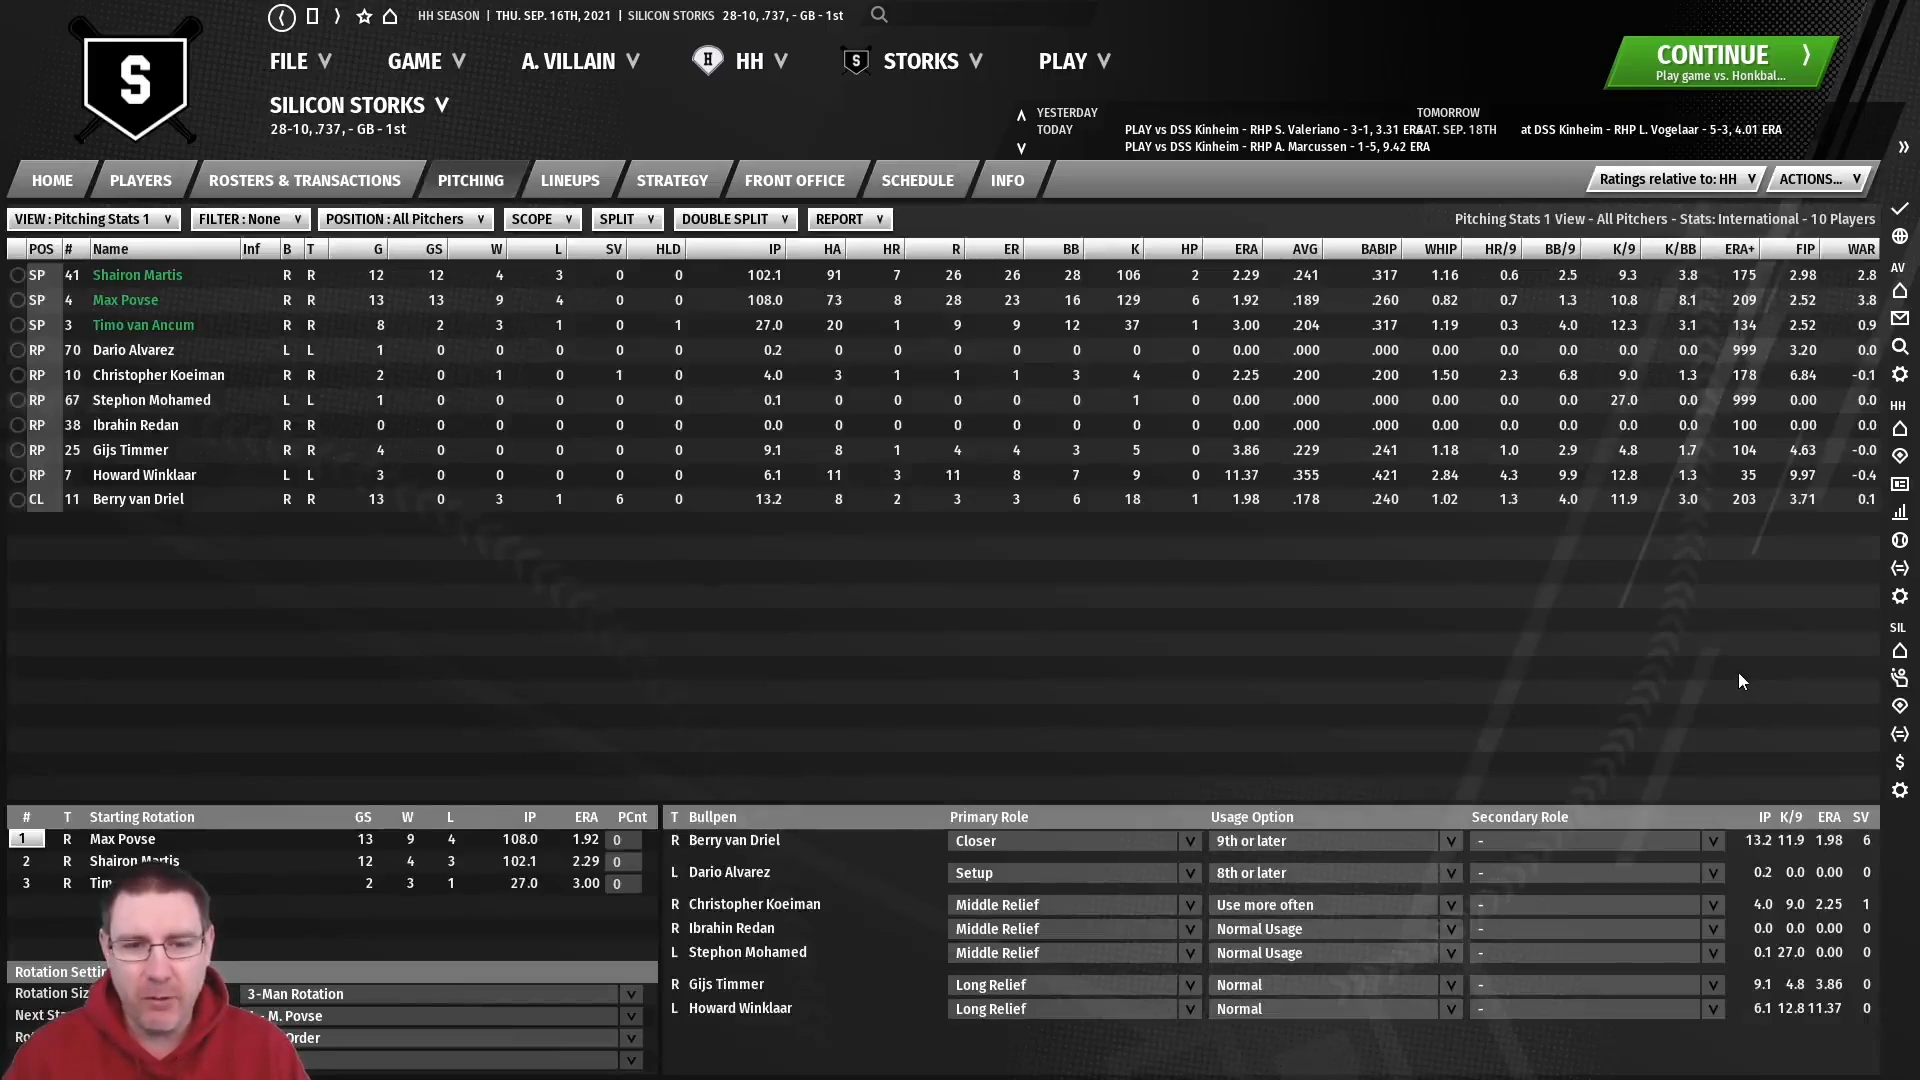 HH SEASON | THU. SEP. 16TH, 2021 | SILICON STORKS 28-10, .737, - GB - 1st
S
FILE GAME A. VILLAIN H HH S STORKS PLAY
CONTINUE
Play game vs. Honkbal...
SILICON STORKS
28-10, .737, - GB - 1st
YESTERDAY TOMORROW
TODAY PLAY vs DSS Kinheim - RHP S. Valeriano - 3-1, 3.31 ERA SAT. SEP. 18TH at DSS Kinheim - RHP L. Vogelaar - 5-3, 4.01 ERA
PLAY vs DSS Kinheim - RHP A. Marcussen - 1-5, 9.42 ERA
HOME PLAYERS ROSTERS & TRANSACTIONS PITCHING LINEUPS STRATEGY FRONT OFFICE SCHEDULE INFO Ratings relative to: HH ACTIONS...
VIEW : Pitching Stats 1 FILTER : None POSITION : All Pitchers SCOPE SPLIT DOUBLE SPLIT REPORT Pitching Stats 1 View - All Pitchers - Stats: International - 10 Players
POS # Name Inf B T G GS W L SV HLD IP HA HR R ER BB K HP ERA AVG BABIP WHIP HR/9 BB/9 K/9 K/BB ERA+ FIP WAR
SP 41 Shairon Martis R R 12 12 4 3 0 0 102.1 91 7 26 26 28 106 2 2.29 .241 .317 1.16 0.6 2.5 9.3 3.8 175 2.98 2.8
SP 4 Max Povse R R 13 13 9 4 0 0 108.0 73 8 28 23 16 129 6 1.92 .189 .260 0.82 0.7 1.3 10.8 8.1 209 2.52 3.8
SP 3 Timo van Ancum R R 8 2 3 1 0 1 27.0 20 1 9 9 12 37 1 3.00 .204 .317 1.19 0.3 4.0 12.3 3.1 134 2.52 0.9
RP 70 Dario Alvarez L L 1 0 0 0 0 0 0.2 0 0 0 0 0 0 0 0.00 .000 .000 0.00 0.0 0.0 0.0 0.0 999 3.20 0.0
RP 10 Christopher Koeiman R R 2 0 1 0 1 0 4.0 3 1 1 1 3 4 0 2.25 .200 .200 1.50 2.3 6.8 9.0 1.3 178 6.84 -0.1
RP 67 Stephon Mohamed L L 1 0 0 0 0 0 0.1 0 0 0 0 0 1 0 0.00 .000 .000 0.00 0.0 0.0 27.0 0.0 999 0.00 0.0
RP 38 Ibrahin Redan R R 0 0 0 0 0 0 0.0 0 0 0 0 0 0 0 0.00 .000 .000 0.00 0.0 0.0 0.0 0.0 100 0.00 0.0
RP 25 Gijs Timmer R R 4 0 0 0 0 0 9.1 8 1 4 4 3 5 0 3.86 .229 .241 1.18 1.0 2.9 4.8 1.7 104 4.63 -0.0
RP 7 Howard Winklaar L L 3 0 0 0 0 0 6.1 11 3 11 8 7 9 0 11.37 .355 .421 2.84 4.3 9.9 12.8 1.3 35 9.97 -0.4
CL 11 Berry van Driel R R 13 0 3 1 6 0 13.2 8 2 3 3 6 18 1 1.98 .178 .240 1.02 1.3 4.0 11.9 3.0 203 3.71 0.1
AV
HH
SIL
# T Starting Rotation GS W L IP ERA PCnt
1 R Max Povse 13 9 4 108.0 1.92 0
2 R Shairon Martis 12 4 3 102.1 2.29 0
3 R Tim 2 3 1 27.0 3.00 0
Rotation Settin
Rotation Siz 3-Man Rotation
Next Sta - M. Povse
Rot Order
T Bullpen Primary Role Usage Option Secondary Role IP K/9 ERA SV
R Berry van Driel Closer 9th or later - 13.2 11.9 1.98 6
L Dario Alvarez Setup 8th or later - 0.2 0.0 0.00 0
R Christopher Koeiman Middle Relief Use more often - 4.0 9.0 2.25 1
R Ibrahin Redan Middle Relief Normal Usage - 0.0 0.0 0.00 0
L Stephon Mohamed Middle Relief Normal Usage - 0.1 27.0 0.00 0
R Gijs Timmer Long Relief Normal - 9.1 4.8 3.86 0
L Howard Winklaar Long Relief Normal - 6.1 12.8 11.37 0